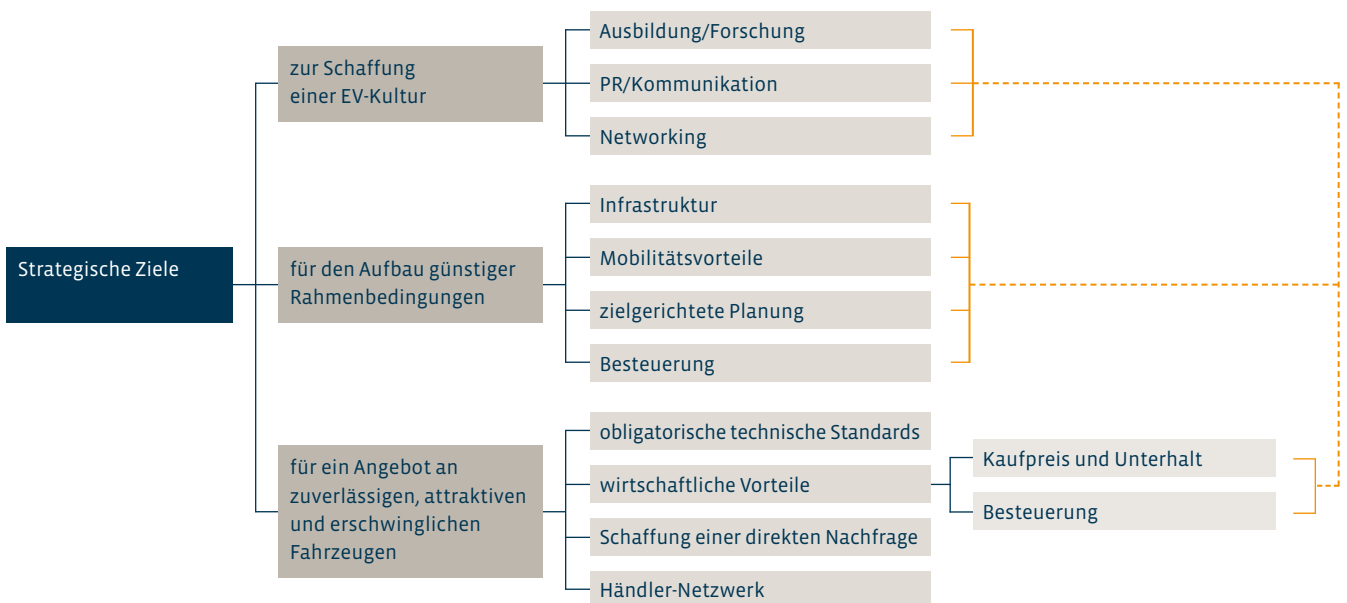 Strategische Ziele
zur Schaffung
einer EV-Kultur
Ausbildung/Forschung
PR/Kommunikation
Networking
für den Aufbau günstiger
Rahmenbedingungen
Infrastruktur
Mobilitätsvorteile
zielgerichtete Planung
Besteuerung
für ein Angebot an
zuverlässigen, attraktiven
und erschwinglichen
Fahrzeugen
obligatorische technische Standards
wirtschaftliche Vorteile
Kaufpreis und Unterhalt
Besteuerung
Schaffung einer direkten Nachfrage
Händler-Netzwerk